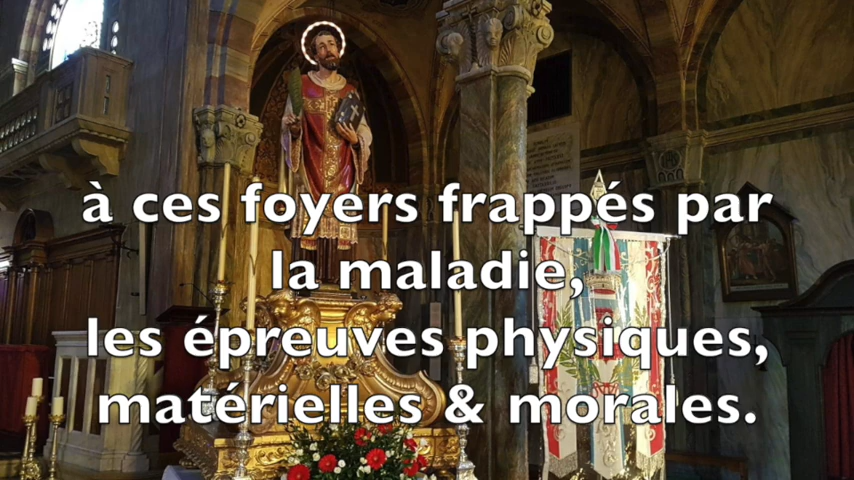 à ces foyers frappés par
la maladie,
les épreuves physiques,
matérielles & morales.